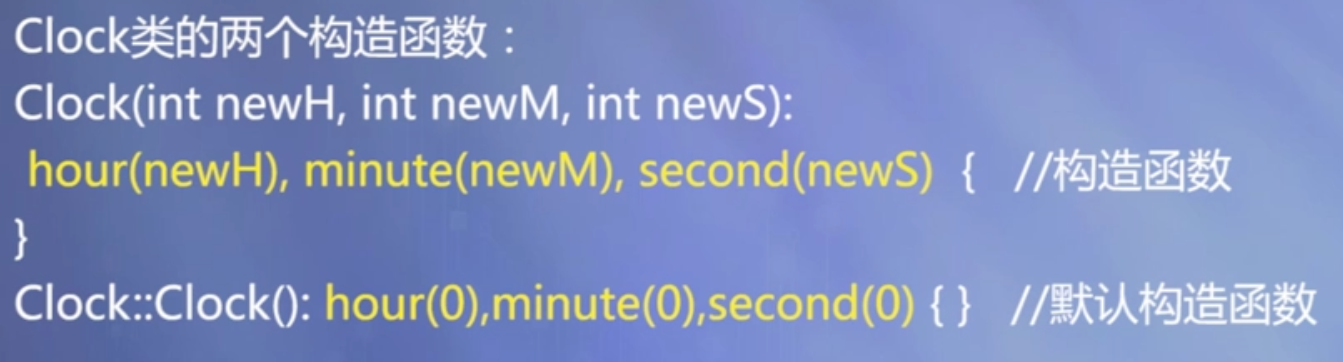 Clock类的两个构造函数：
Clock(int newH, int newM, int newS):
hour(newH), minute(newM), second(newS) { //构造函数
}
Clock::Clock(): hour(0),minute(0),second(0) { } //默认构造函数